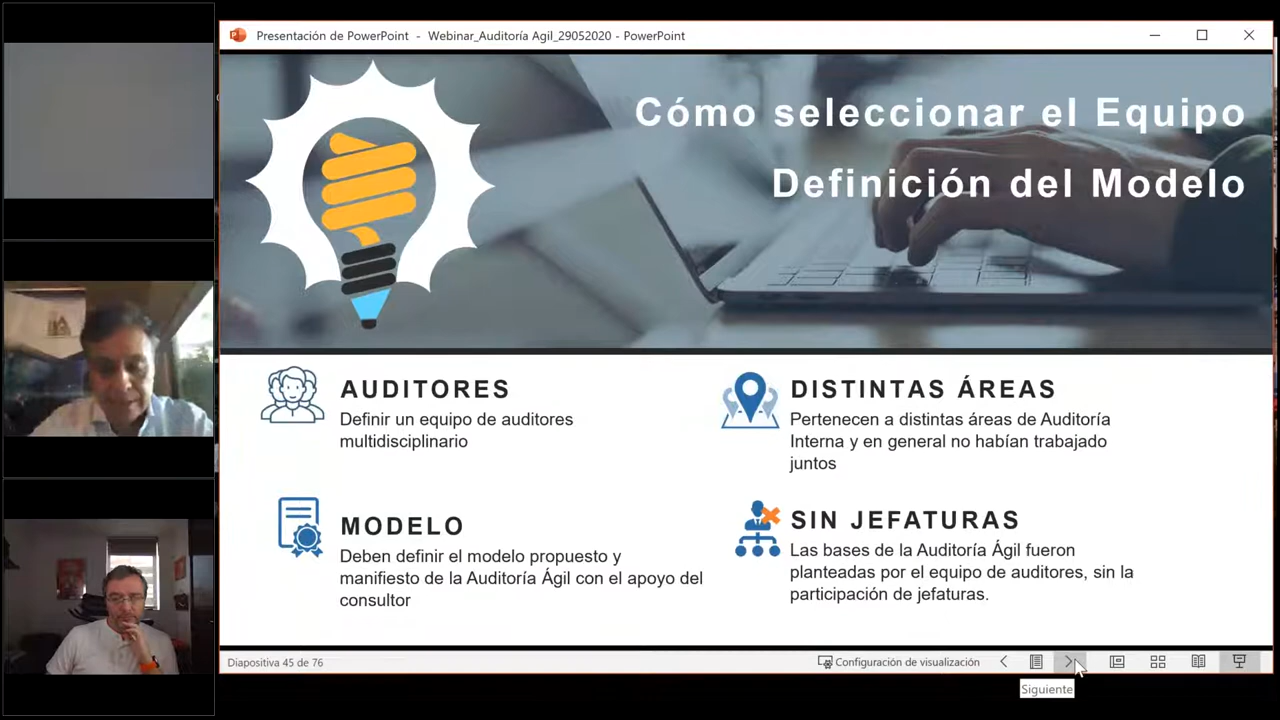 Presentación de PowerPoint - Webinar_Auditoría Agil_29052020 - PowerPoint
Cómo seleccionar el Equipo
Definición del Modelo
AUDITORES
Definir un equipo de auditores
multidisciplinario
DISTINTAS ÁREAS
Pertenecen a distintas áreas de Auditoría
Interna y en general no habían trabajado
juntos
MODELO
Deben definir el modelo propuesto y
manifiesto de la Auditoría Ágil con el apoyo del
consultor
SIN JEFATURAS
Las bases de la Auditoría Ágil fueron
planteadas por el equipo de auditores, sin la
participación de jefaturas.
Diapositiva 45 de 76
Configuración de visualización
Siguiente